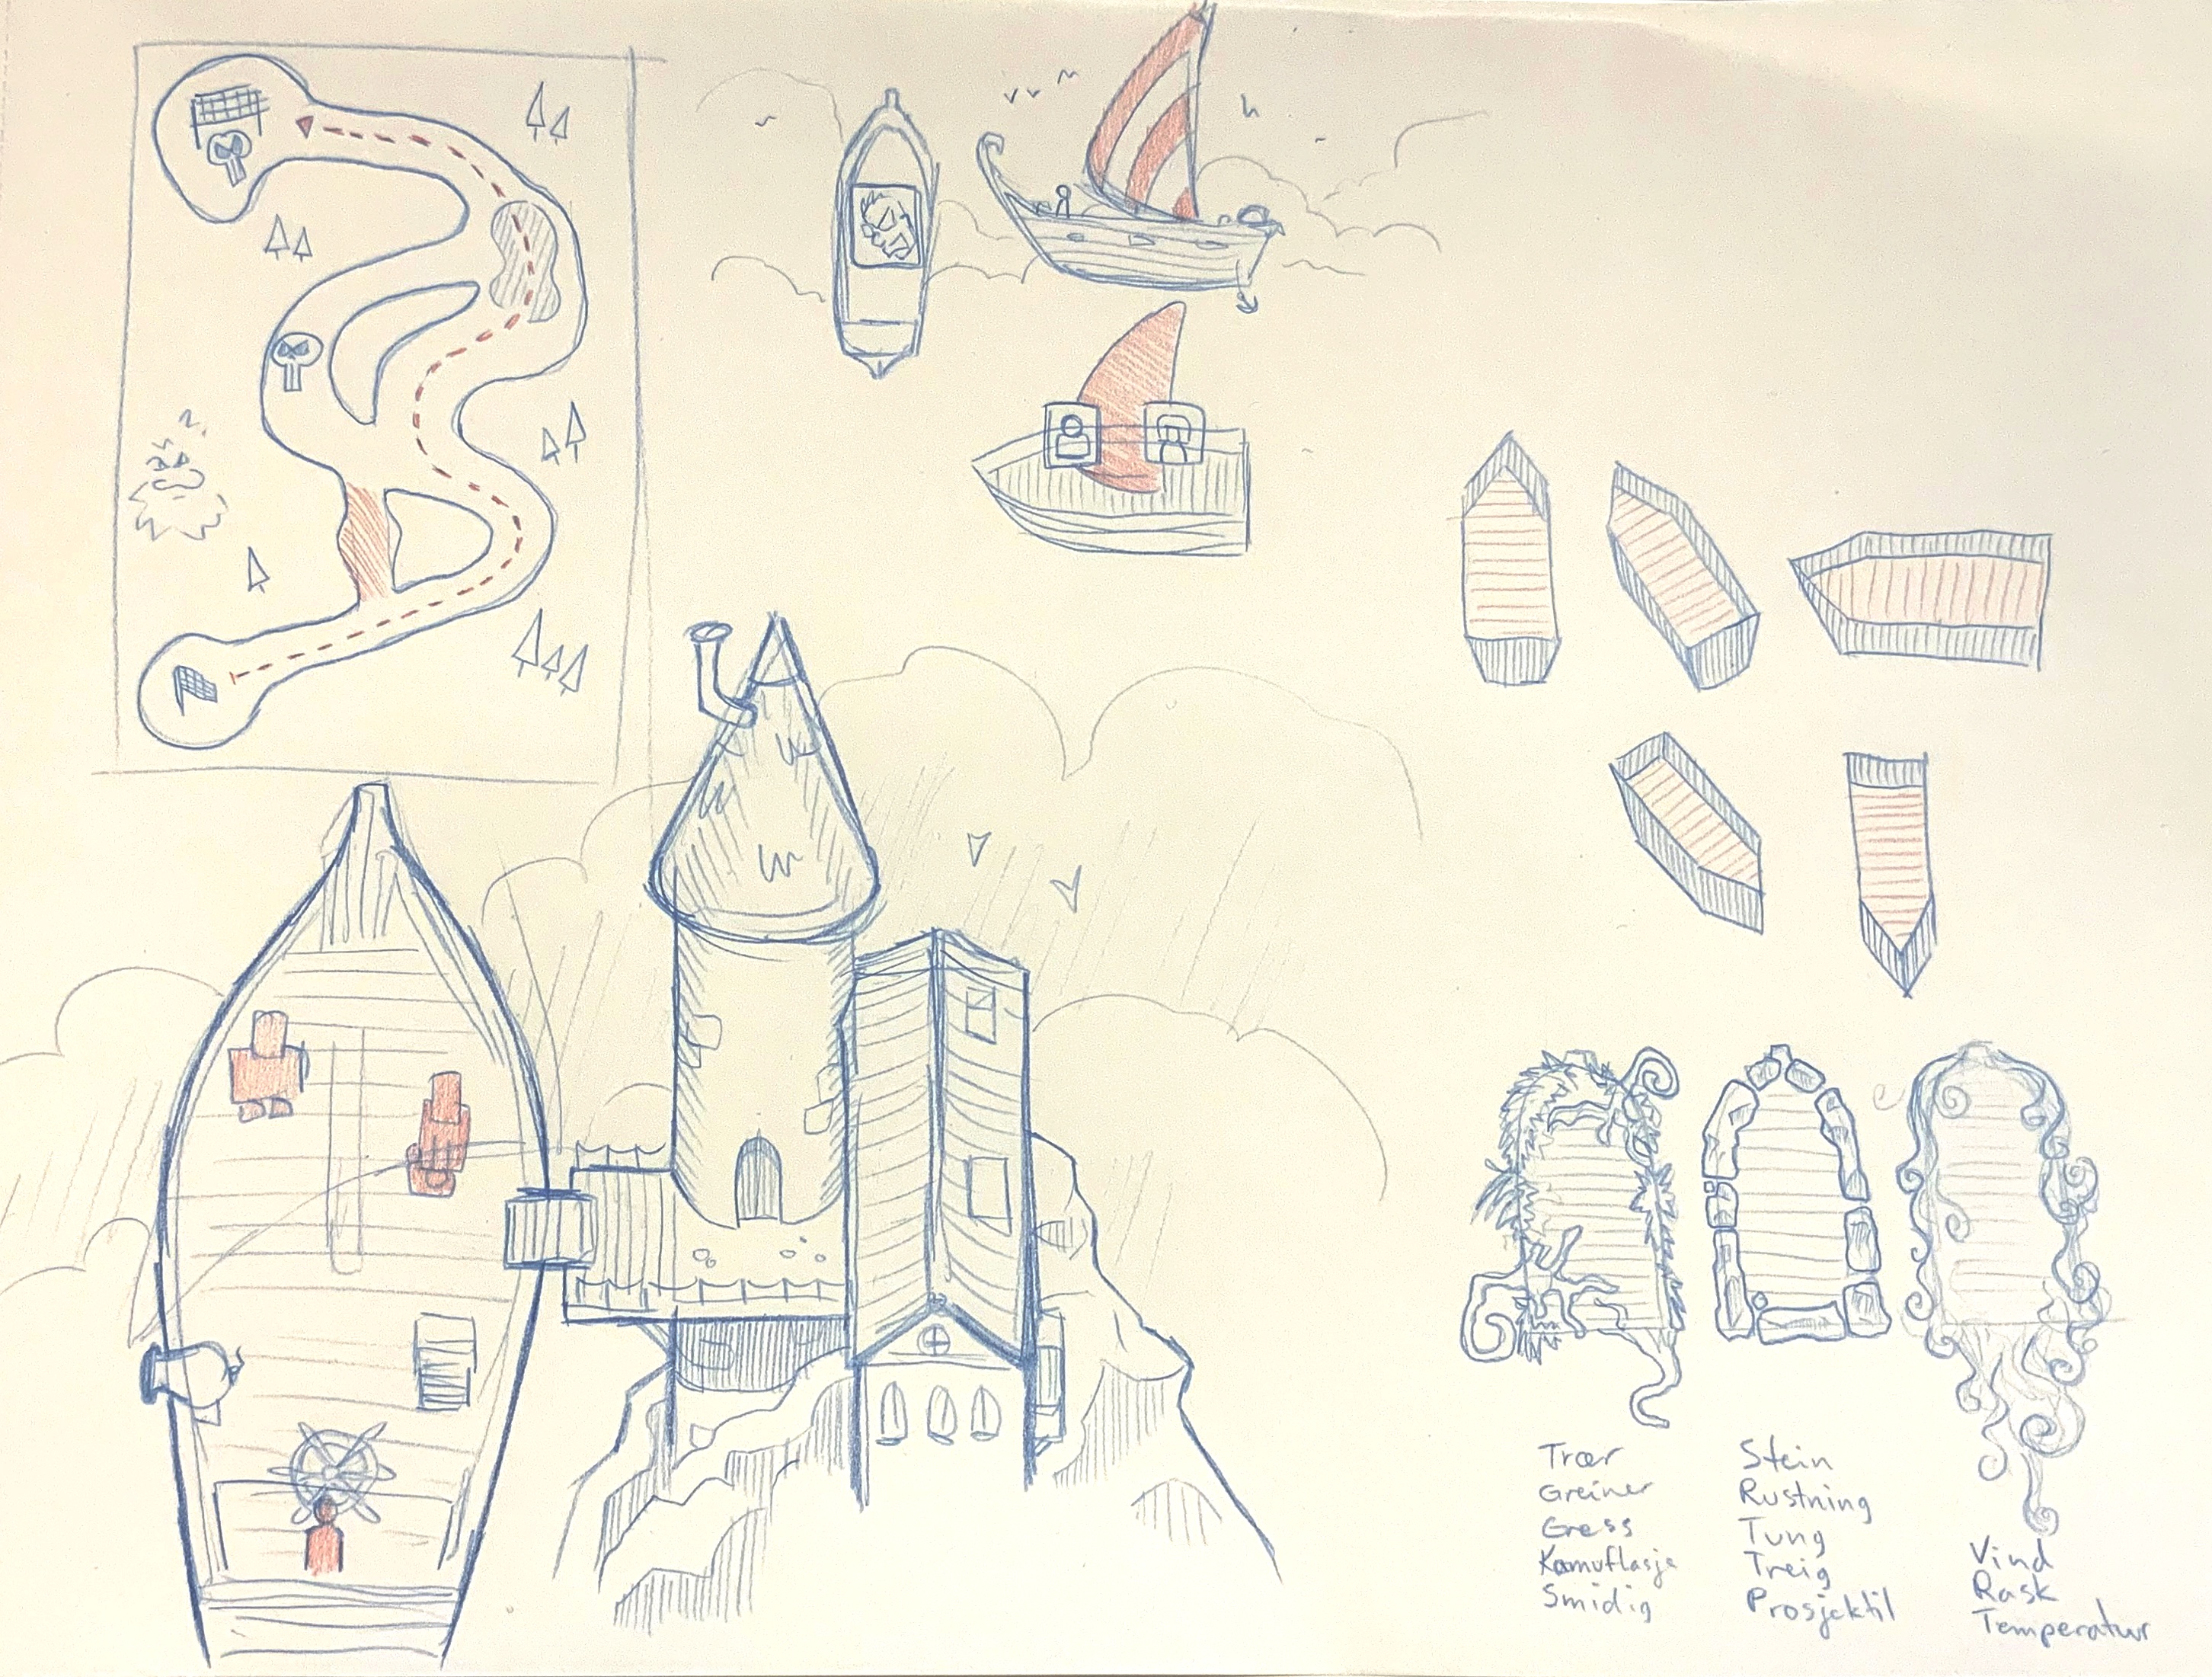 z
Trær
Greiner
Gress
Kamuflasje
Smidig
Stein
Rustning
Tung
Treig
Prosjektil
Vind
Rask
Temperatur